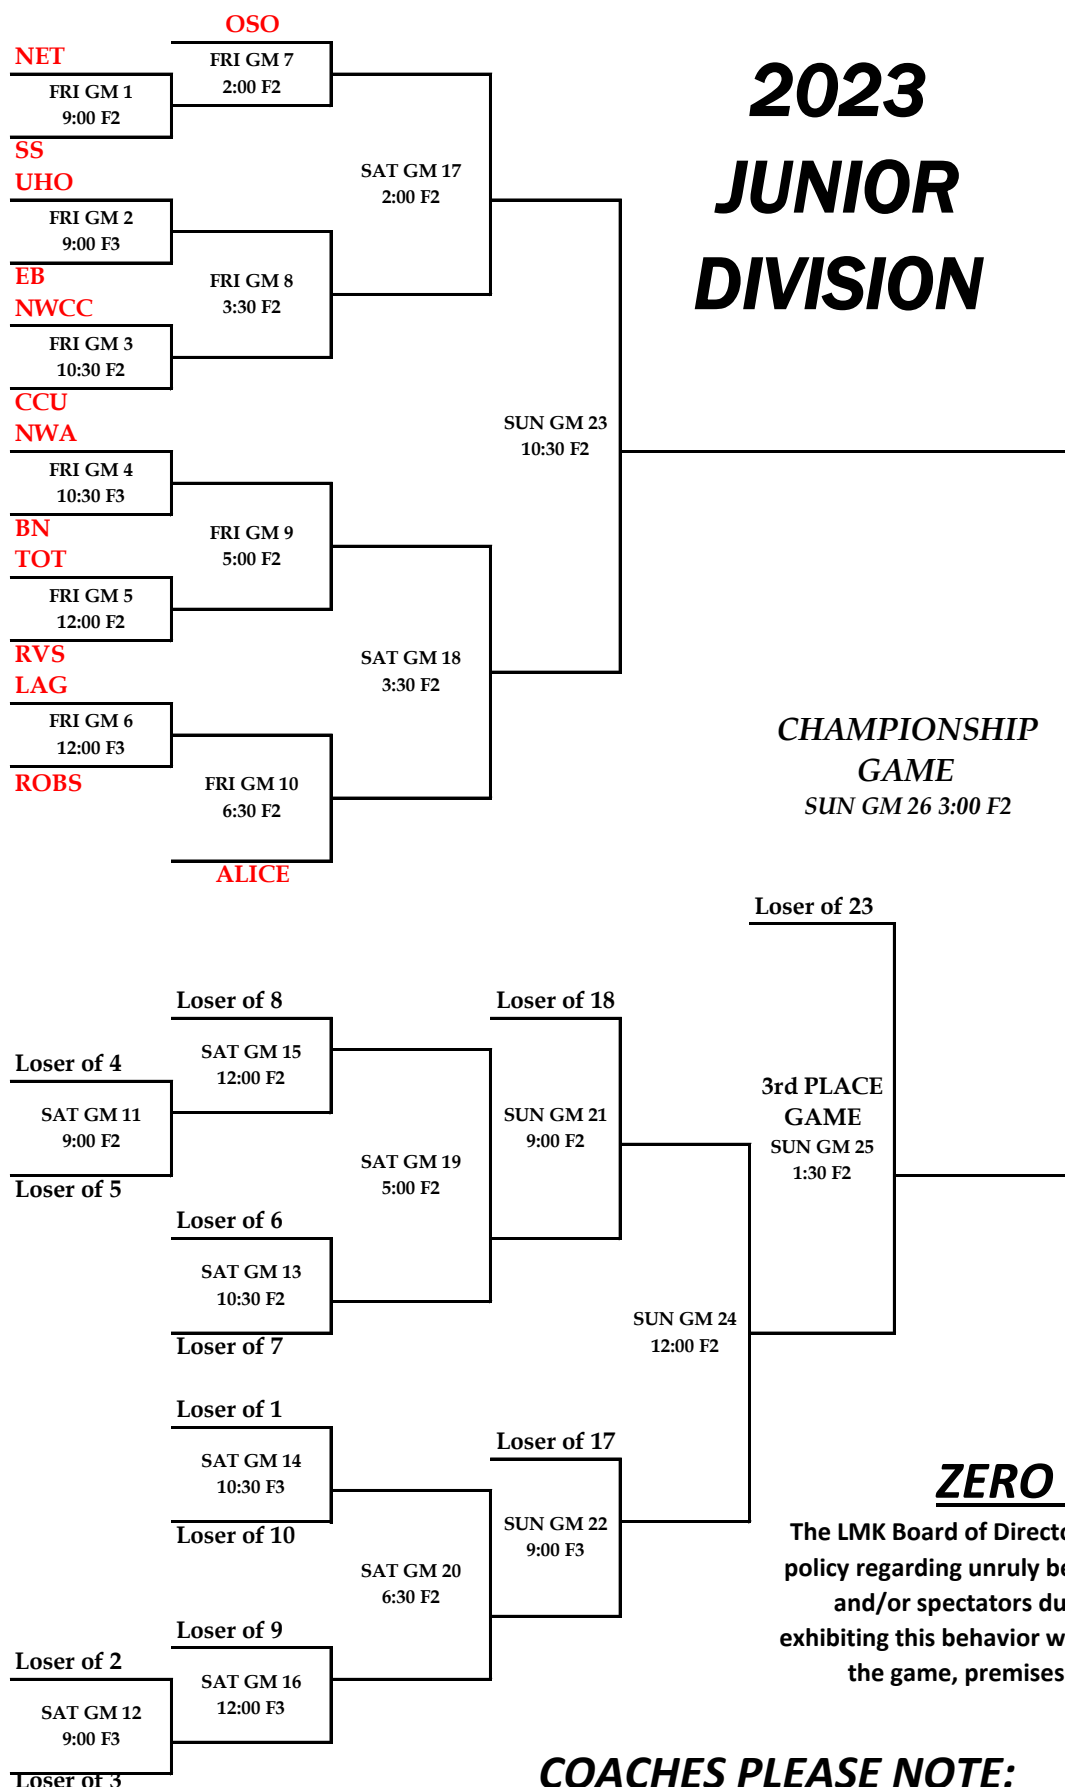 OSO
NET
FRI GM 7
2:00 F2
FRI GM 1
9:00 F2
SS
UHO
SAT GM 17
2:00 F2
FRI GM 2
9:00 F3
EB
NWCC
FRI GM 8
3:30 F2
FRI GM 3
10:30 F2
CCU
NWA
SUN GM 23
10:30 F2
FRI GM 4
10:30 F3
BN
TOT
FRI GM 9
5:00 F2
FRI GM 5
12:00 F2
RVS
LAG
SAT GM 18
3:30 F2
FRI GM 6
12:00 F3
ROBS
FRI GM 10
6:30 F2
ALICE
2023
JUNIOR
DIVISION
CHAMPIONSHIP
GAME
SUN GM 26 3:00 F2
Loser of 23
Loser of 8
Loser of 18
SAT GM 15
12:00 F2
Loser of 4
SAT GM 11
9:00 F2
Loser of 5
SUN GM 21
9:00 F2
3rd PLACE
GAME
SUN GM 25
1:30 F2
SAT GM 19
5:00 F2
Loser of 6
SAT GM 13
10:30 F2
Loser of 7
SUN GM 24
12:00 F2
Loser of 1
SAT GM 14
10:30 F3
Loser of 10
Loser of 17
SUN GM 22
9:00 F3
SAT GM 20
6:30 F2
Loser of 9
Loser of 2
SAT GM 16
12:00 F3
SAT GM 12
9:00 F3
Loser of 3
ZERO
The LMK Board of Directo
policy regarding unruly be
and/or spectators du
exhibiting this behavior w
the game, premises
COACHES PLEASE NOTE: